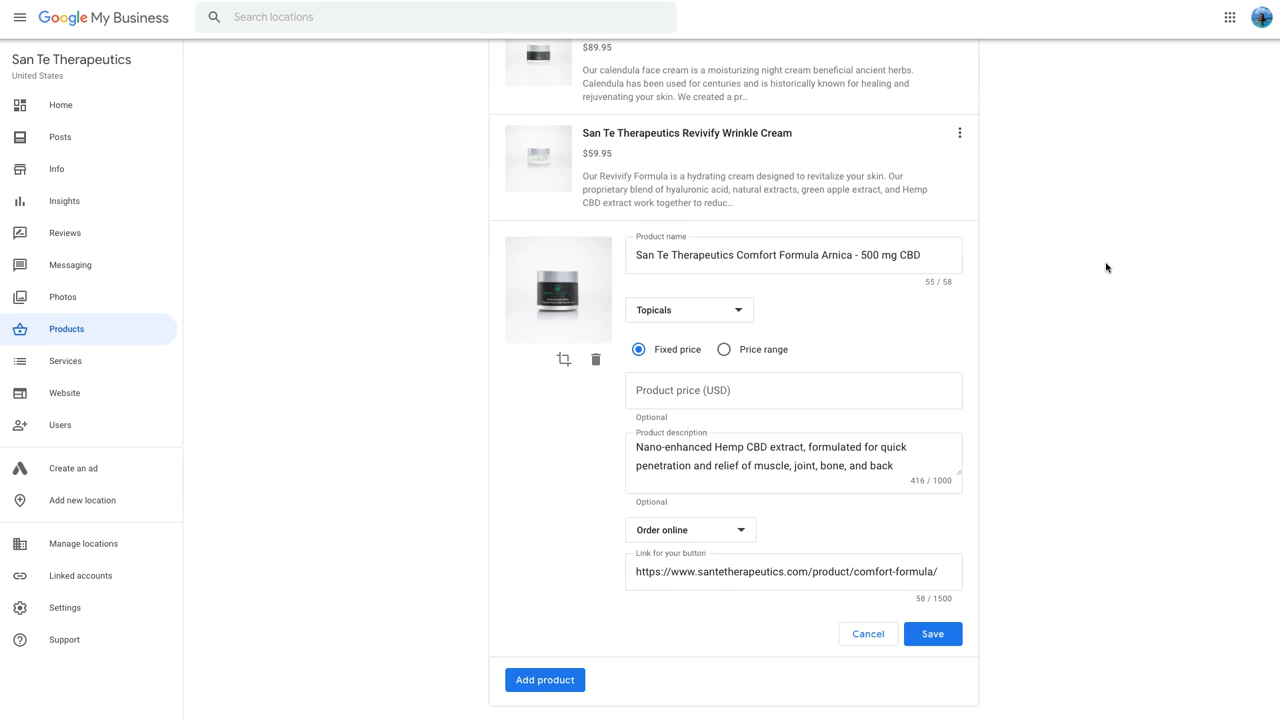 Google My Business
Search locations
San Te Therapeutics
United States
Home
Posts
Info
Insights
Reviews
Messaging
Photos
Products
Services
Website
Users
Create an ad
Add new location
Manage locations
Linked accounts
Settings
Support
$89.95
Our calendula face cream is a moisturizing night cream beneficial ancient herbs.
Calendula has been used for centuries and is historically known for healing and
rejuvenating your skin. We created a pr...
San Te Therapeutics Revivify Wrinkle Cream
$59.95
Our Revivify Formula is a hydrating cream designed to revitalize your skin. Our
proprietary blend of hyaluronic acid, natural extracts, green apple extract, and Hemp
CBD extract work together to reduc...
Product name
San Te Therapeutics Comfort Formula Arnica - 500 mg CBD
55 / 58
Topicals
Fixed price
Price range
Product price (USD)
Optional
Product description
Nano-enhanced Hemp CBD extract, formulated for quick
penetration and relief of muscle, joint, bone, and back
416 / 1000
Optional
Order online
Link for your button
https://www.santetherapeutics.com/product/comfort-formula/
58 / 1500
Cancel
Save
Add product